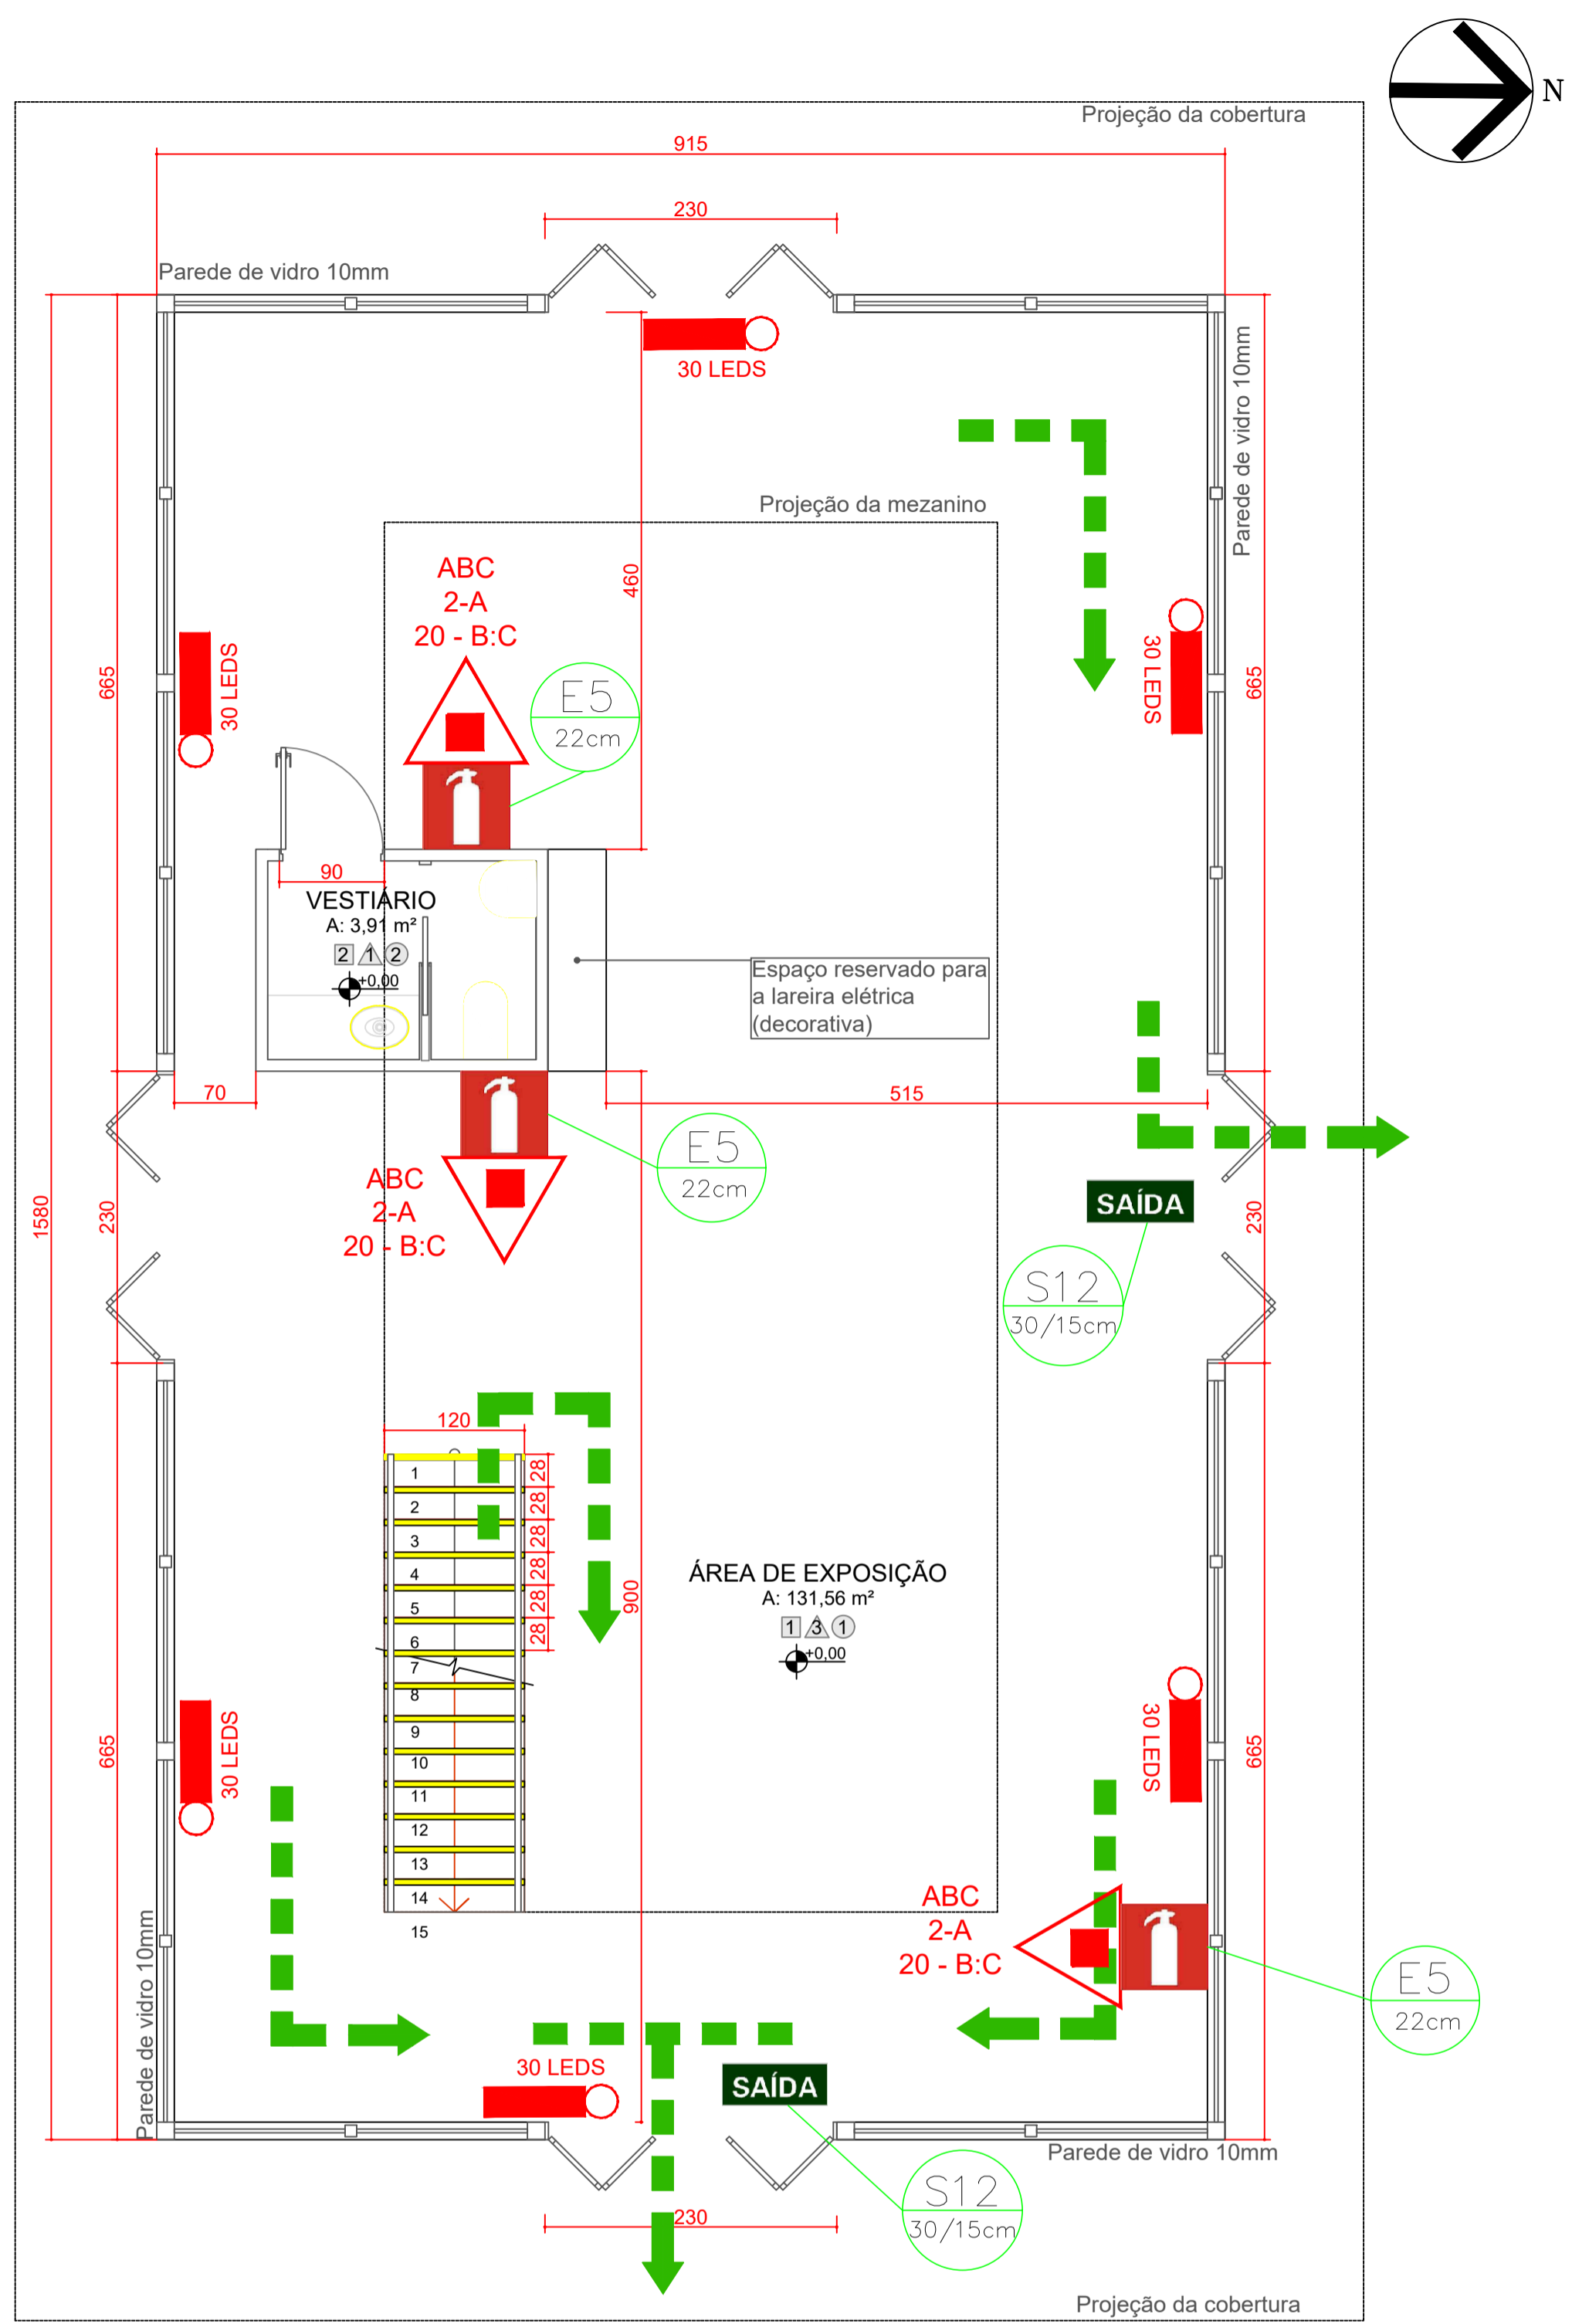 N
Projeção da cobertura
915
230
Parede de vidro 10mm
30 LEDS
Parede de vidro 10mm
Projeção da mezanino
ABC
2-A
20 - B:C
460
E5
22cm
665
30 LEDS
30 LEDS
665
90
VESTIÁRIO
A: 3,91 m²
2 1 2
+0,00
Espaço reservado para
a lareira elétrica
(decorativa)
70
515
E5
22cm
ABC
2-A
20 - B:C
1580
230
SAÍDA
230
S12
30/15cm
120
1
2
3
4
5
6
7
8
9
10
11
12
13
14
15
28
28
28
28
28
28
900
ÁREA DE EXPOSIÇÃO
A: 131,56 m²
1 3 1
+0,00
665
30 LEDS
30 LEDS
665
ABC
2-A
20 - B:C
E5
22cm
Parede de vidro 10mm
30 LEDS
SAÍDA
Parede de vidro 10mm
S12
30/15cm
230
Projeção da cobertura